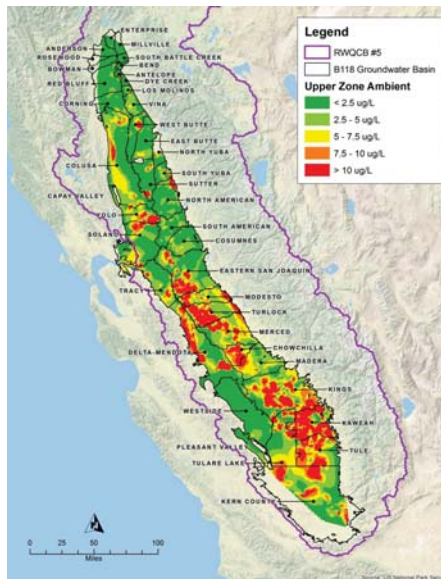 ENTERPRISE
ANDERSON
MILLVILLE
ROSEWOOD
SOUTH BATTLE CREEK
BOWMAN
BEND
ANTELOPE
RED BLUFF
DYE CREEK
LOS MOLINOS
CORNING
VINA
WEST BUTTE
EAST BUTTE
NORTH YUBA
COLUSA
SOUTH YUBA
SUTTER
CAPAY VALLEY
NORTH AMERICAN
YOLO
SOUTH AMERICAN
SOLANO
COSUMNES
EASTERN SAN JOAQUIN
TRACY
MODESTO
TURLOCK
MERCED
CHOWCHILLA
DELTA-MENDOTA
MADERA
KINGS
WESTSIDE
KAWEAH
PLEASANT VALLEY
TULE
TULARE LAKE
KERN COUNTY
Legend
RWQCB #5
B118 Groundwater Basin
Upper Zone Ambient
< 2.5 ug/L
2.5 - 5 ug/L
5 - 7.5 ug/L
7.5 - 10 ug/L
> 10 ug/L
0 25 50 100
Miles